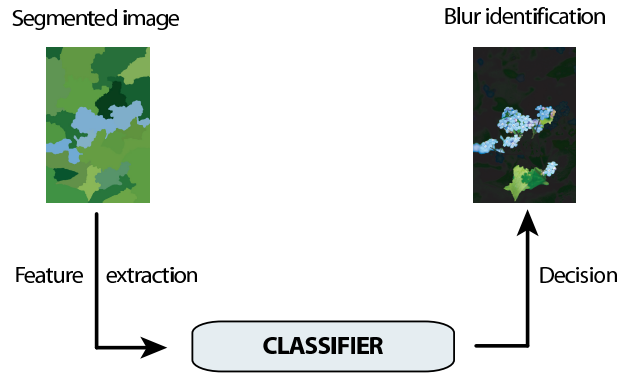 Segmented image
Blur identification
Feature extraction
Decision
CLASSIFIER